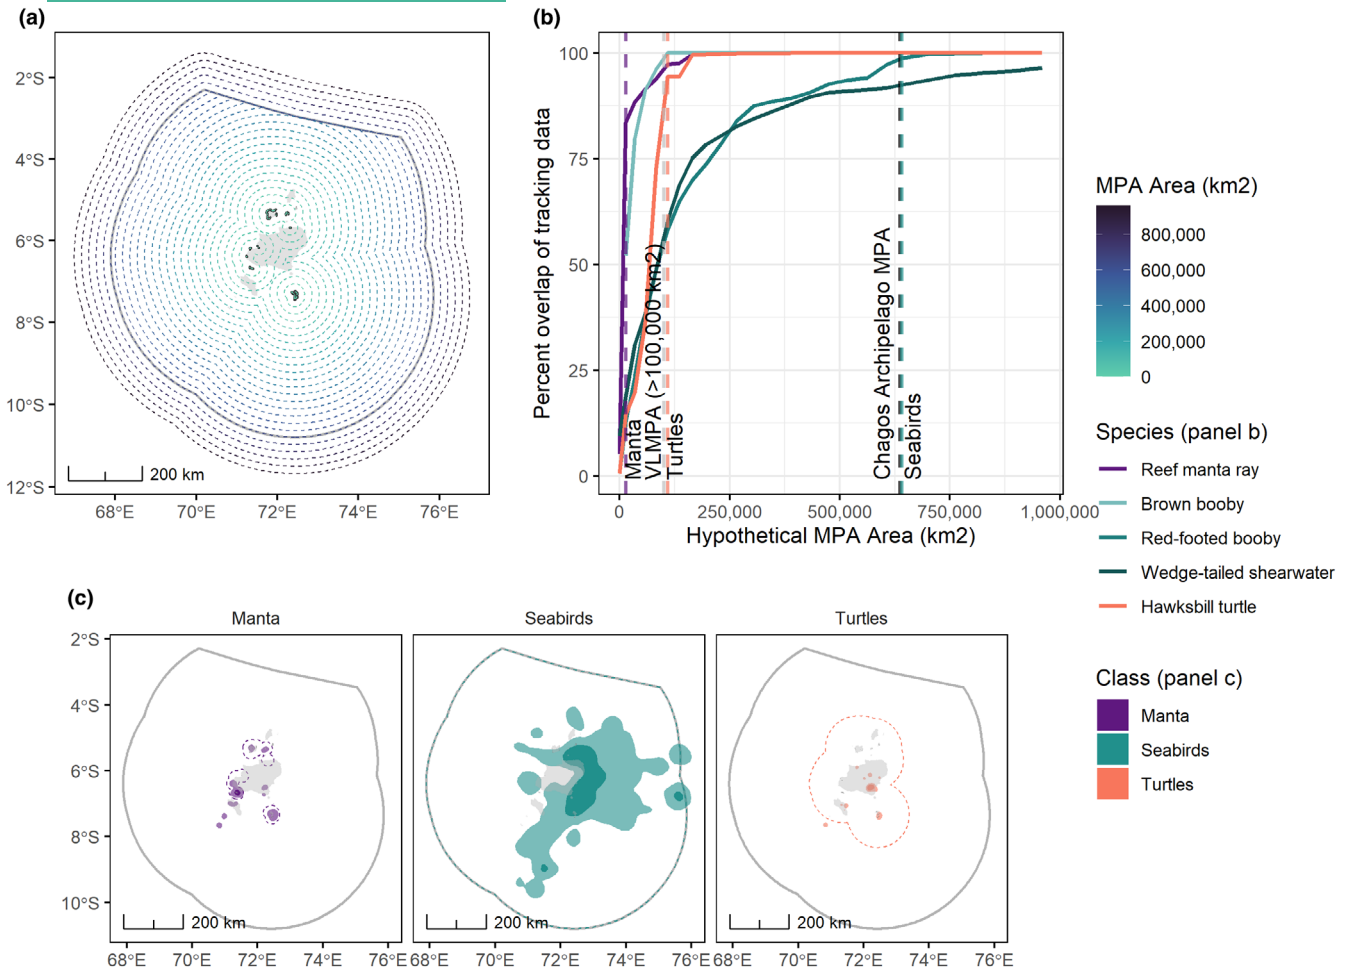 (a)
2°S
4°S
6°S
8°S
10°S
12°S
200 km
68°E 70°E 72°E 74°E 76°E
(b)
Percent overlap of tracking data
100
75
50
25
0
Manta
VLMPA (>100,000 km2)
Turtles
Chagos Archipelago MPA
Seabirds
0 250,000 500,000 750,000 1,000,000
Hypothetical MPA Area (km2)
MPA Area (km2)
800,000
600,000
400,000
200,000
0
Species (panel b)
Reef manta ray
Brown booby
Red-footed booby
Wedge-tailed shearwater
Hawksbill turtle
(c)
Manta Seabirds Turtles
2°S
4°S
6°S
8°S
10°S
200 km 200 km 200 km
68°E 70°E 72°E 74°E 76°E 68°E 70°E 72°E 74°E 76°E 68°E 70°E 72°E 74°E 76°E
Class (panel c)
Manta
Seabirds
Turtles